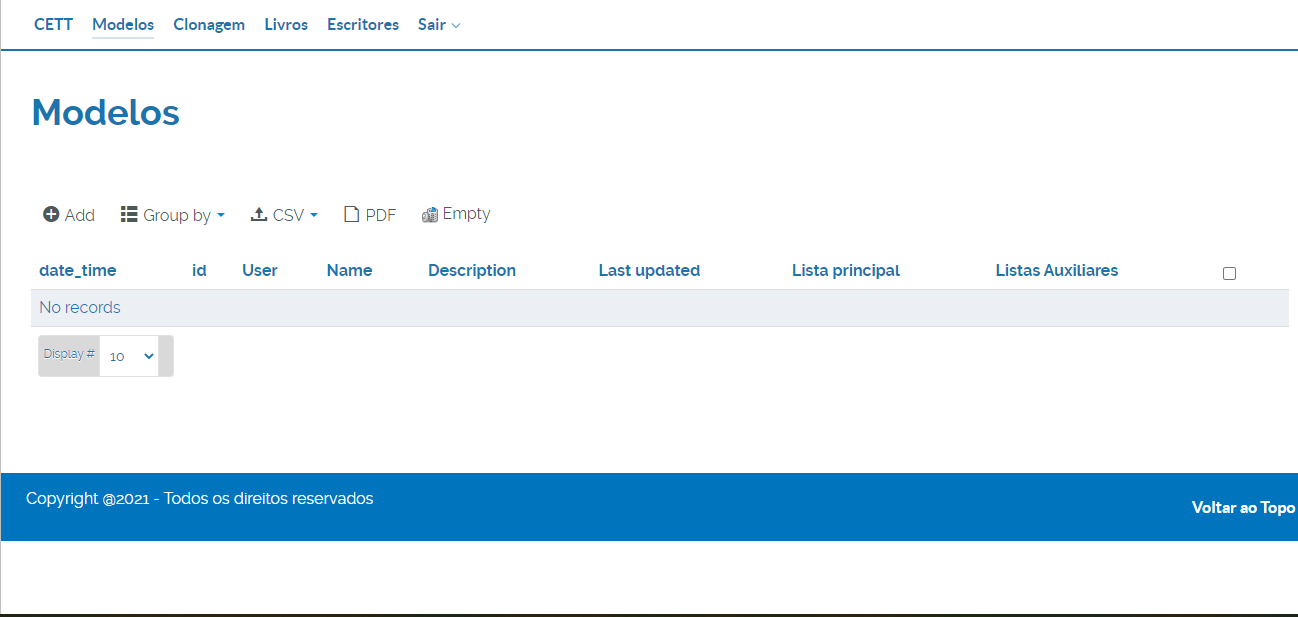 CETT Modelos Clonagem Livros Escritores Sair
Modelos
Add Group by CSV PDF Empty
date_time id User Name Description Last updated Lista principal Listas Auxiliares
No records
Display # 10
Copyright @2021 - Todos os direitos reservados
Voltar ao Topo